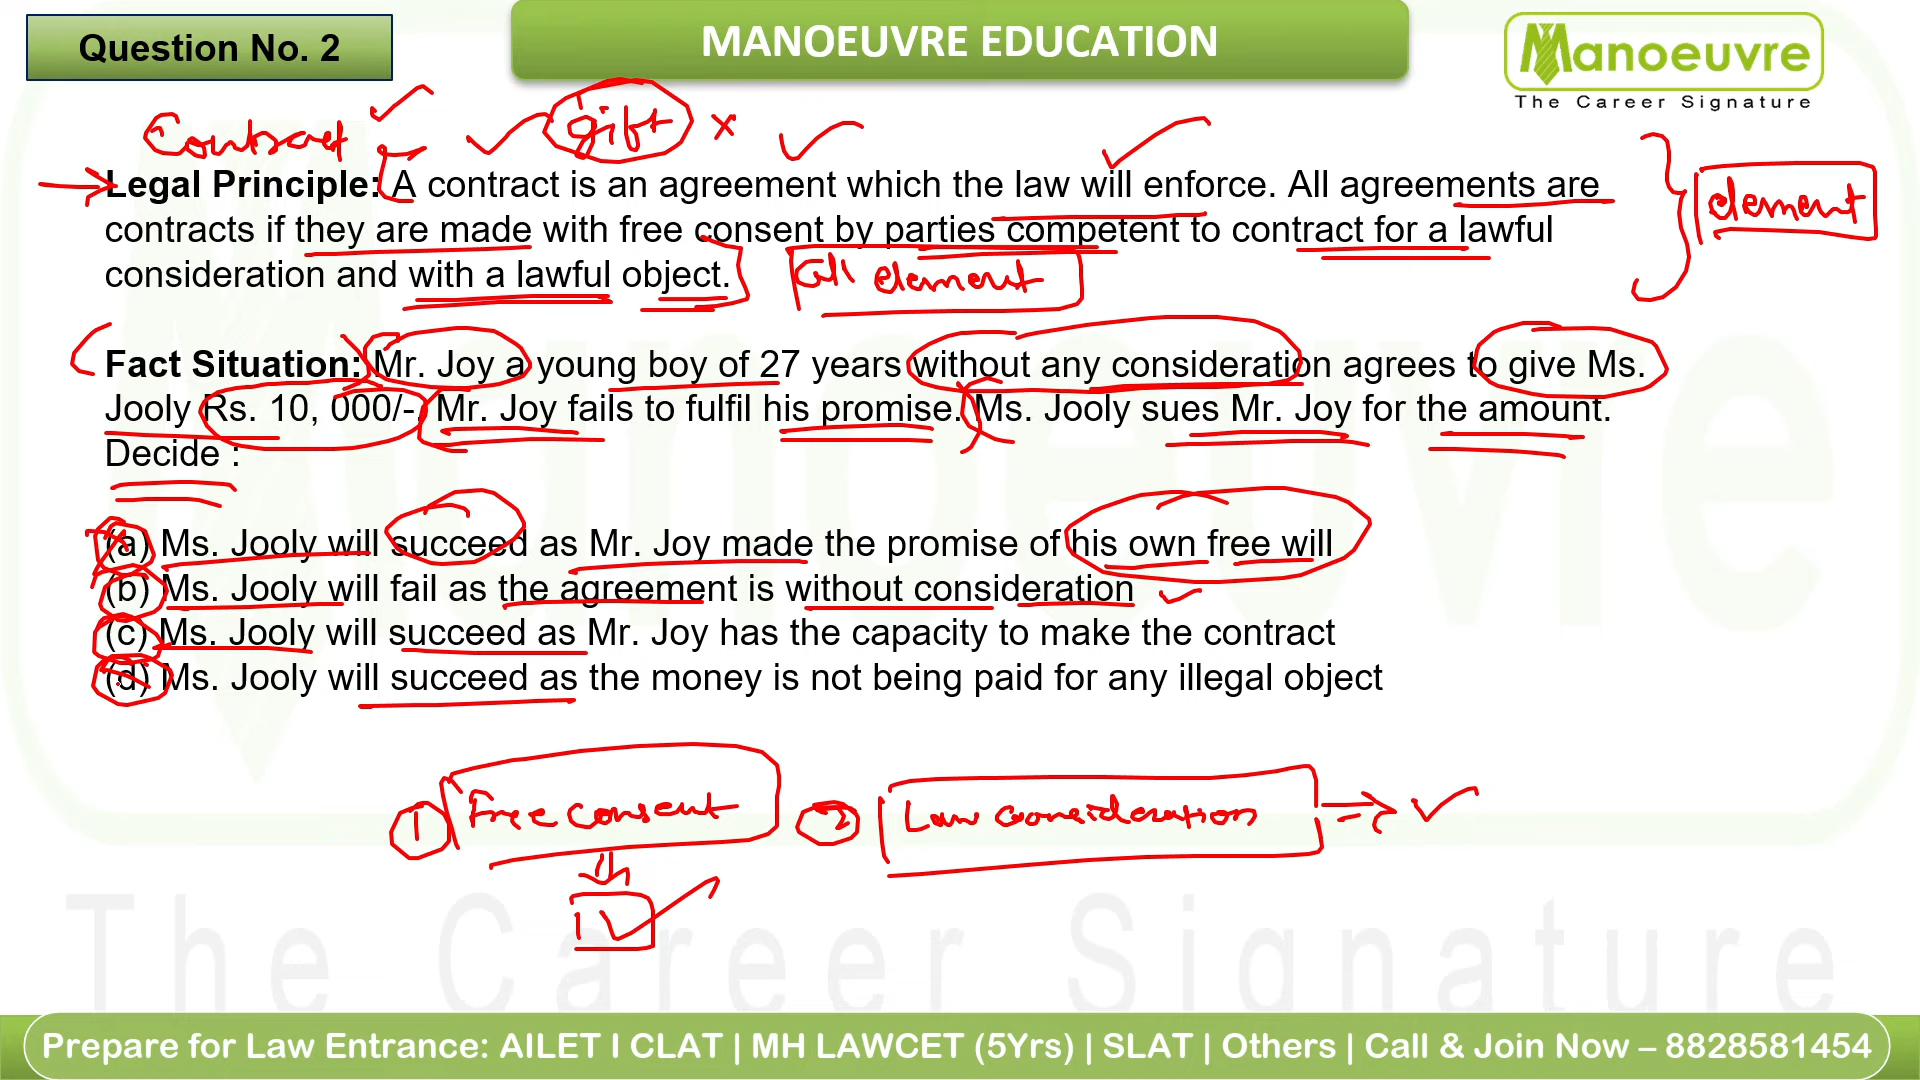 Question No. 2
MANOEUVRE EDUCATION
Manoeuvre
The Career Signature
Contract
gift x
Legal Principle: A contract is an agreement which the law will enforce. All agreements are
contracts if they are made with free consent by parties competent to contract for a lawful
consideration and with a lawful object.
all element
element
Fact Situation: Mr. Joy a young boy of 27 years without any consideration agrees to give Ms.
Jooly Rs. 10, 000/-. Mr. Joy fails to fulfil his promise. Ms. Jooly sues Mr. Joy for the amount.
Decide :
(a) Ms. Jooly will succeed as Mr. Joy made the promise of his own free will
(b) Ms. Jooly will fail as the agreement is without consideration
(c) Ms. Jooly will succeed as Mr. Joy has the capacity to make the contract
(d) Ms. Jooly will succeed as the money is not being paid for any illegal object
1 Free consent 2 Law consideration
Manoeuvre
The Career Signature
Prepare for Law Entrance: AILET I CLAT | MH LAWCET (5Yrs) | SLAT | Others | Call & Join Now – 8828581454